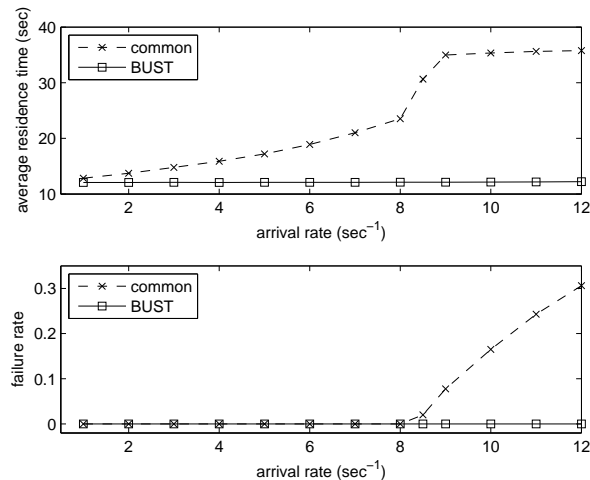 average residence time (sec)
40
30
20
10
common
BUST
2
4
6
8
10
12
arrival rate (sec⁻¹)
failure rate
0.3
0.2
0.1
0
common
BUST
2
4
6
8
10
12
arrival rate (sec⁻¹)